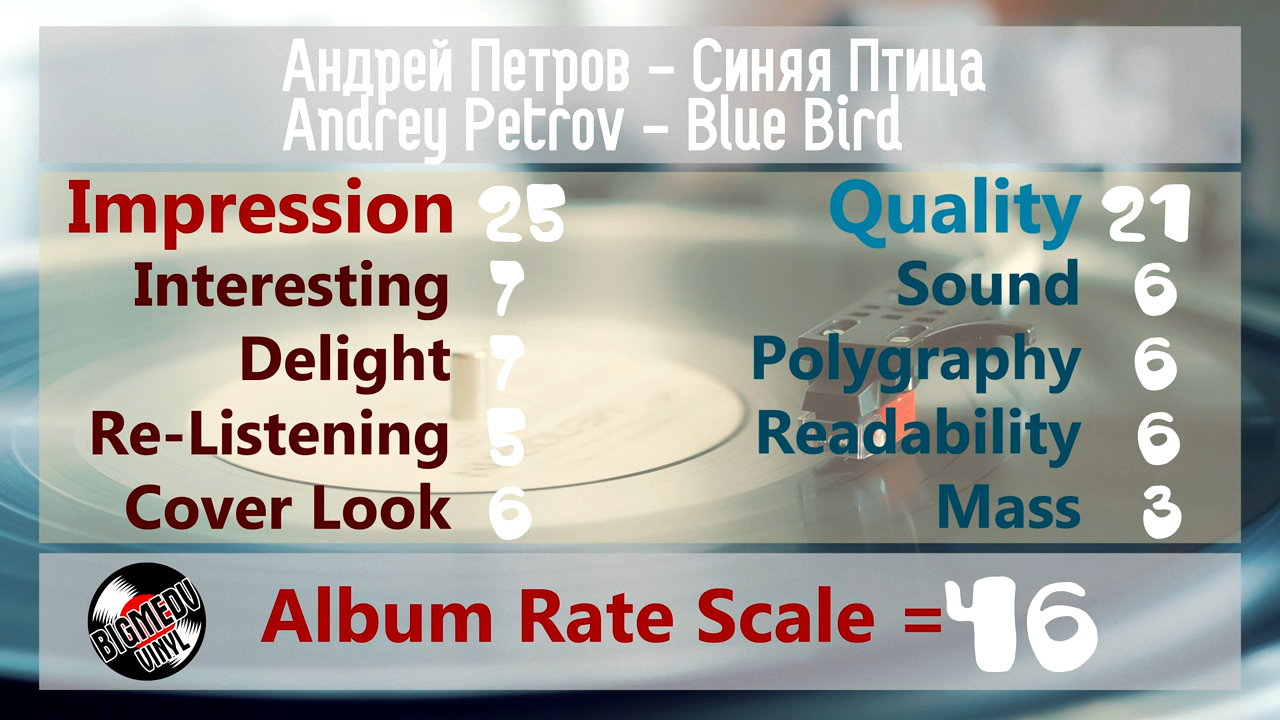 Андрей Петров – Синяя Птица
Andrey Petrov – Blue Bird
Impression 25
Interesting 7
Delight 7
Re-Listening 5
Cover Look 6
Quality 21
Sound 6
Polygraphy 6
Readability 6
Mass 3
BIGMEDV
VINYL
Album Rate Scale = 46